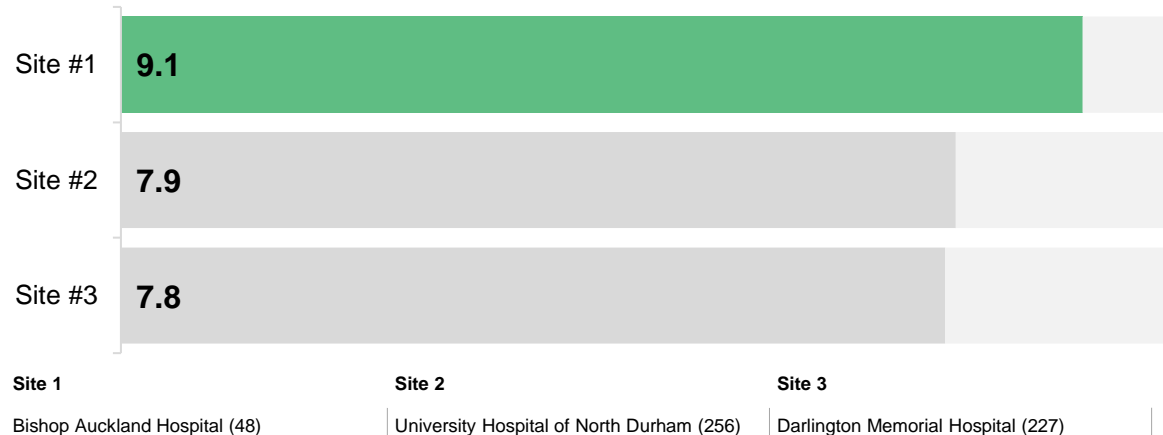 Site #1
9.1
Site #2
7.9
Site #3
7.8
Site 1
Site 2
Site 3
Bishop Auckland Hospital (48)
University Hospital of North Durham (256)
Darlington Memorial Hospital (227)